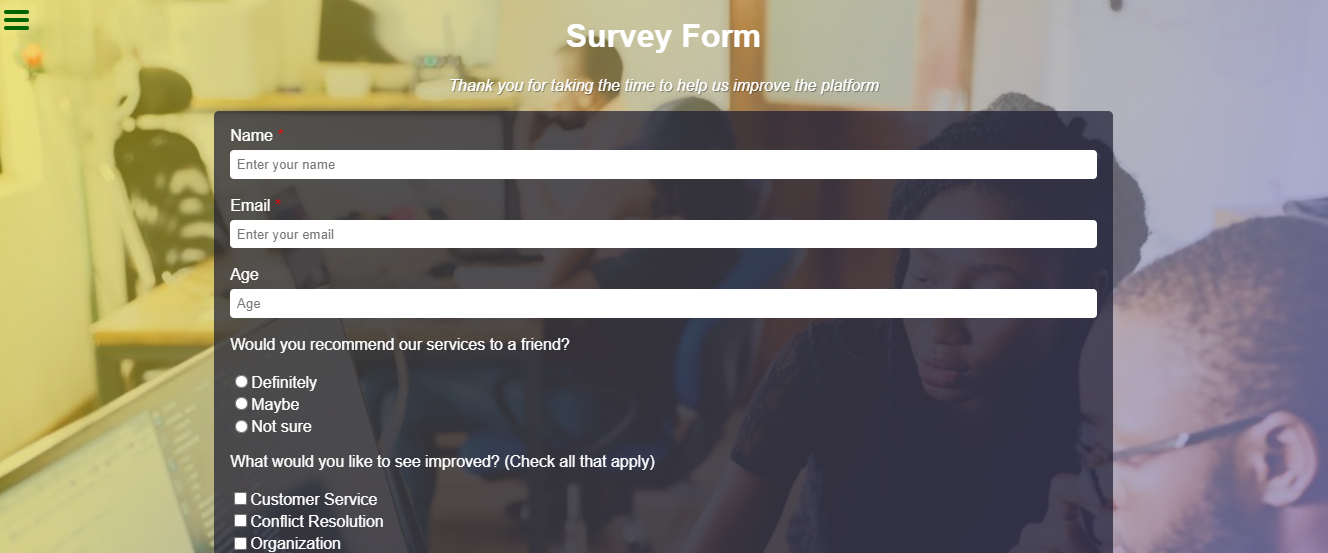 Survey Form
Thank you for taking the time to help us improve the platform
Name *
Enter your name
Email *
Enter your email
Age
Age
Would you recommend our services to a friend?
Definitely
Maybe
Not sure
What would you like to see improved? (Check all that apply)
Customer Service
Conflict Resolution
Organization